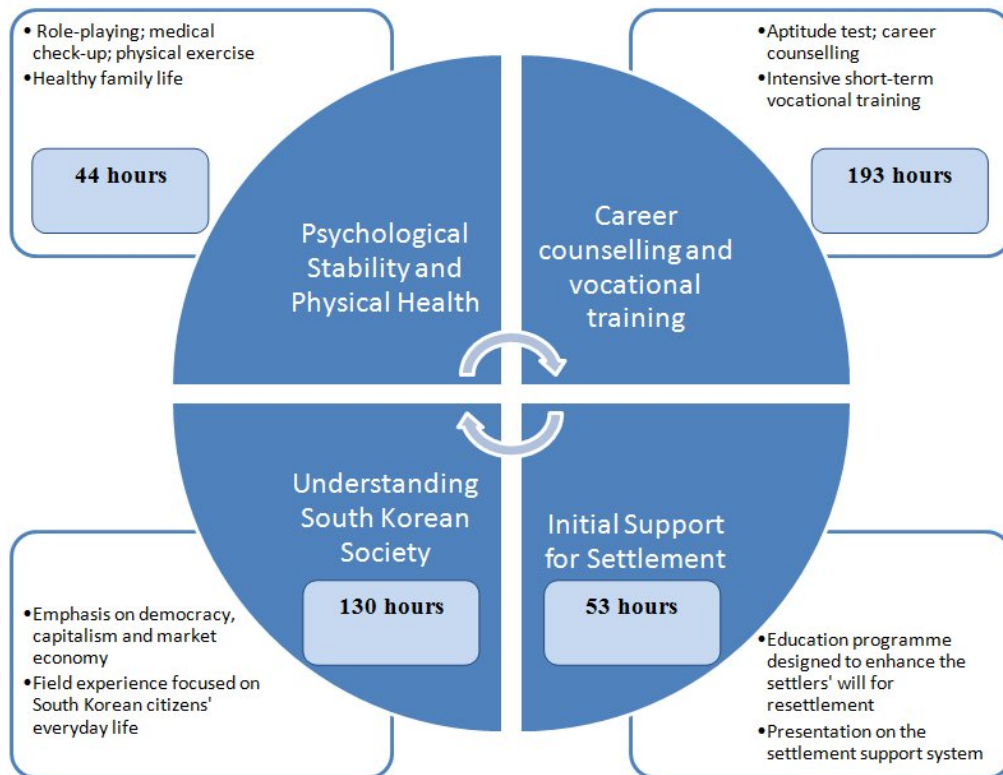 • Role-playing; medical
check-up; physical exercise
•Healthy family life
44 hours
•Aptitude test; career
counselling
•Intensive short-term
vocational training
193 hours
Psychological
Stability and
Physical Health
Career
counselling and
vocational
training
Understanding
South Korean
Society
130 hours
Initial Support
for Settlement
53 hours
•Emphasis on democracy,
capitalism and market
economy
•Field experience focused on
South Korean citizens'
everyday life
•Education programme
designed to enhance the
settlers' will for
resettlement
•Presentation on the
settlement support system